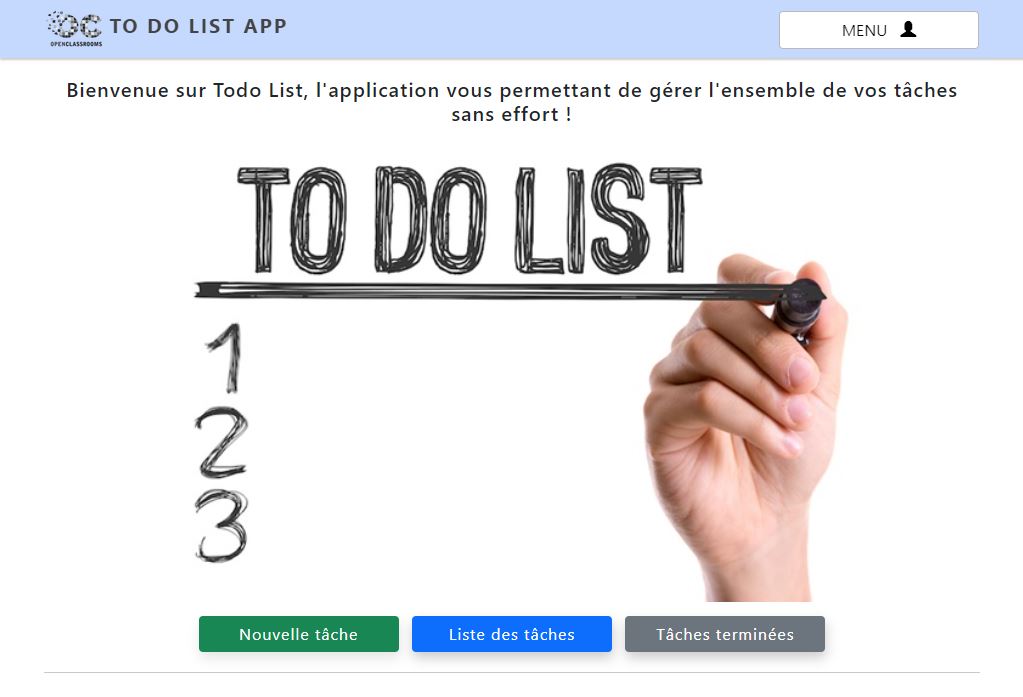 OC TO DO LIST APP
OPENCLASSROOMS
MENU
Bienvenue sur Todo List, l'application vous permettant de gérer l'ensemble de vos tâches
sans effort !
TO DO LIST
1
2
3
Nouvelle tâche
Liste des tâches
Tâches terminées